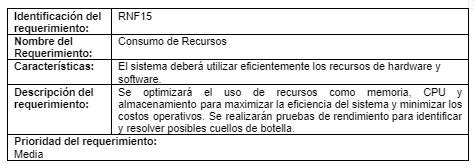 Identificación del requerimiento: RNF15
Nombre del Requerimiento: Consumo de Recursos
Características: El sistema deberá utilizar eficientemente los recursos de hardware y software.
Descripción del requerimiento: Se optimizará el uso de recursos como memoria, CPU y almacenamiento para maximizar la eficiencia del sistema y minimizar los costos operativos. Se realizarán pruebas de rendimiento para identificar y resolver posibles cuellos de botella.
Prioridad del requerimiento:
Media